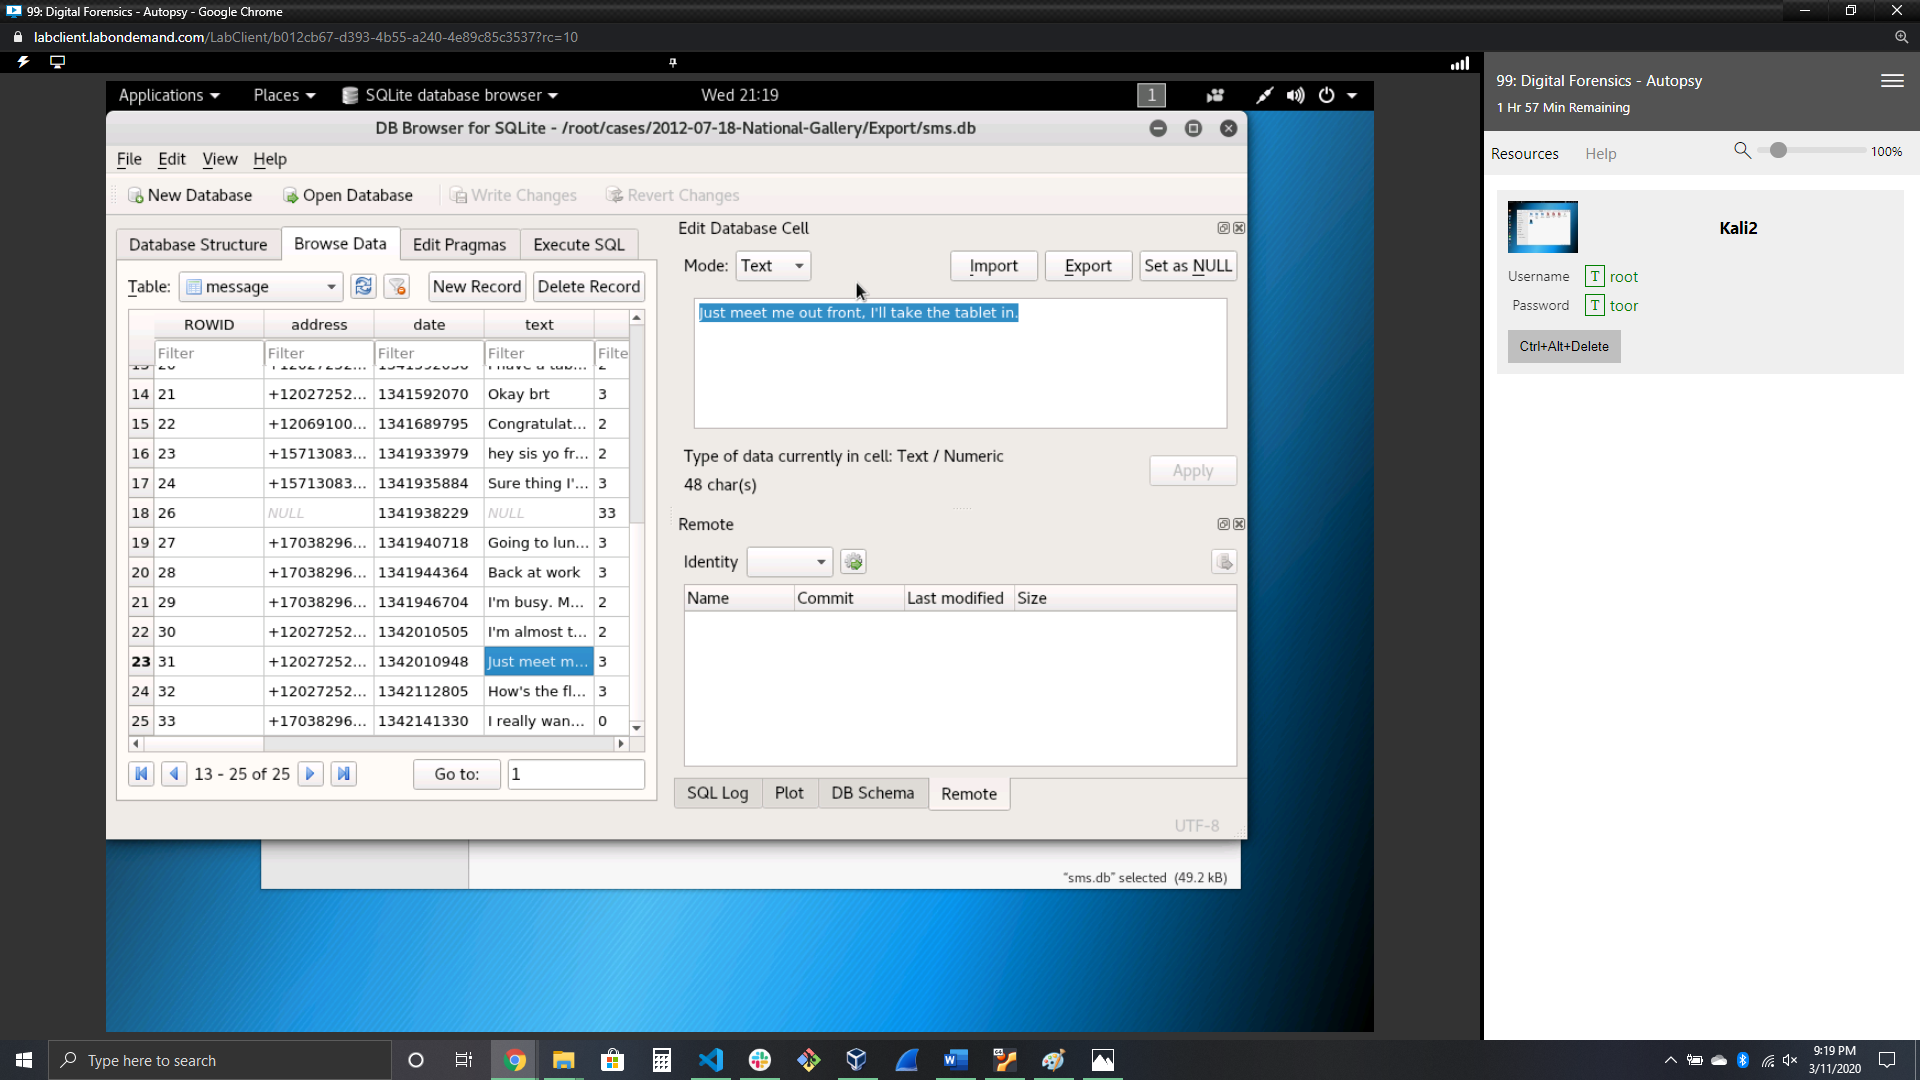 99: Digital Forensics - Autopsy - Google Chrome
labclient.labondemand.com/LabClient/b012cb67-d393-4b55-a240-4e89c85c3537?rc=10
Applications Places SQLite database browser Wed 21:19 1
DB Browser for SQLite - /root/cases/2012-07-18-National-Gallery/Export/sms.db
File Edit View Help
New Database Open Database Write Changes Revert Changes
Database Structure Browse Data Edit Pragmas Execute SQL
Table: message New Record Delete Record
ROWID address date text
Filter Filter Filter Filter Filte
14 21 +12027252... 1341592070 Okay brt 3
15 22 +12069100... 1341689795 Congratulat... 2
16 23 +15713083... 1341933979 hey sis yo fr... 2
17 24 +15713083... 1341935884 Sure thing I'... 3
18 26 NULL 1341938229 NULL 33
19 27 +17038296... 1341940718 Going to lun... 3
20 28 +17038296... 1341944364 Back at work 3
21 29 +17038296... 1341946704 I'm busy. M... 2
22 30 +12027252... 1342010505 I'm almost t... 2
23 31 +12027252... 1342010948 Just meet m... 3
24 32 +12027252... 1342112805 How's the fl... 3
25 33 +17038296... 1342141330 I really wan... 0
13 - 25 of 25 Go to: 1
Edit Database Cell
Mode: Text Import Export Set as NULL
Just meet me out front, I'll take the tablet in.
Type of data currently in cell: Text / Numeric
48 char(s)
Apply
Remote
Identity
Name Commit Last modified Size
SQL Log Plot DB Schema Remote
UTF-8
"sms.db" selected (49.2 kB)
99: Digital Forensics - Autopsy
1 Hr 57 Min Remaining
Resources Help 100%
Kali2
Username T root
Password T toor
Ctrl+Alt+Delete
Type here to search
9:19 PM
3/11/2020